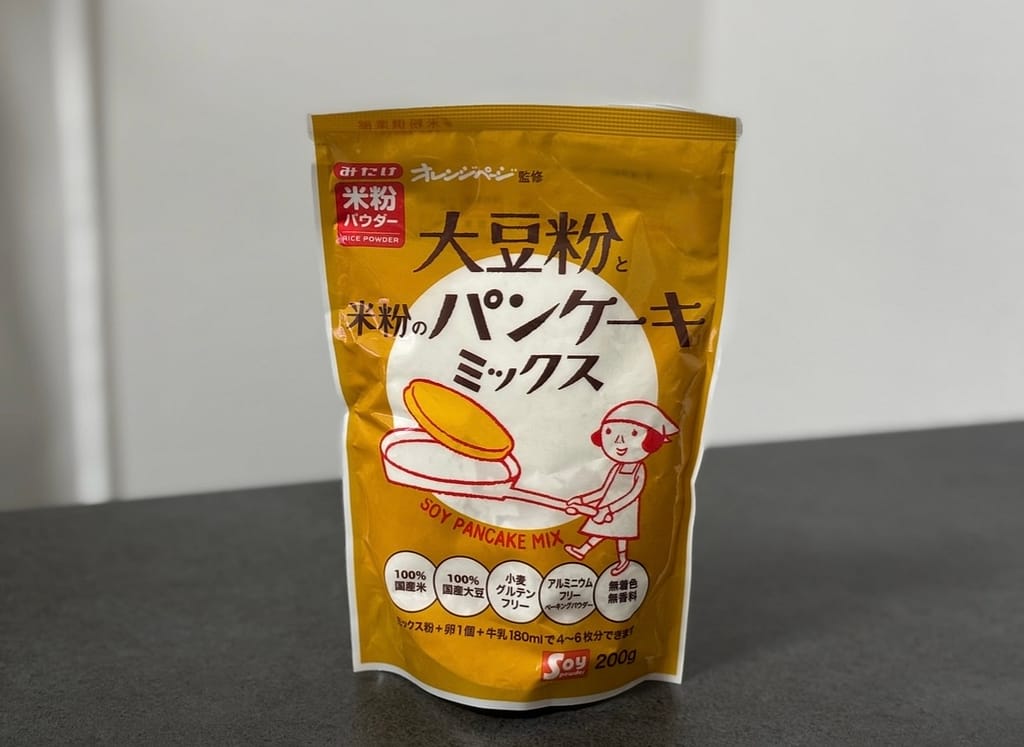 みたけ
オレンジページ監修
米粉
パウダー
RICE POWDER
大豆粉と
米粉のパンケーキ
ミックス
SOY PANCAKE MIX
100%
国産米
100%
国産大豆
小麦
グルテン
フリー
アルミニウム
フリー
ベーキングパウダー
無着色
無香料
ミックス粉+卵1個+牛乳180mlで4〜6枚分できます
Soy
powder
200g